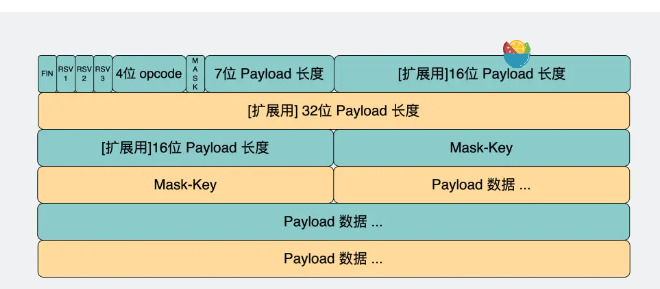 FIN RSV 1 RSV 2 RSV 3 4位 opcode MASK 7位 Payload 长度 [扩展用]16位 Payload 长度
[扩展用] 32位 Payload 长度
[扩展用]16位 Payload 长度 Mask-Key
Mask-Key Payload 数据 ...
Payload 数据 ...
Payload 数据 ...